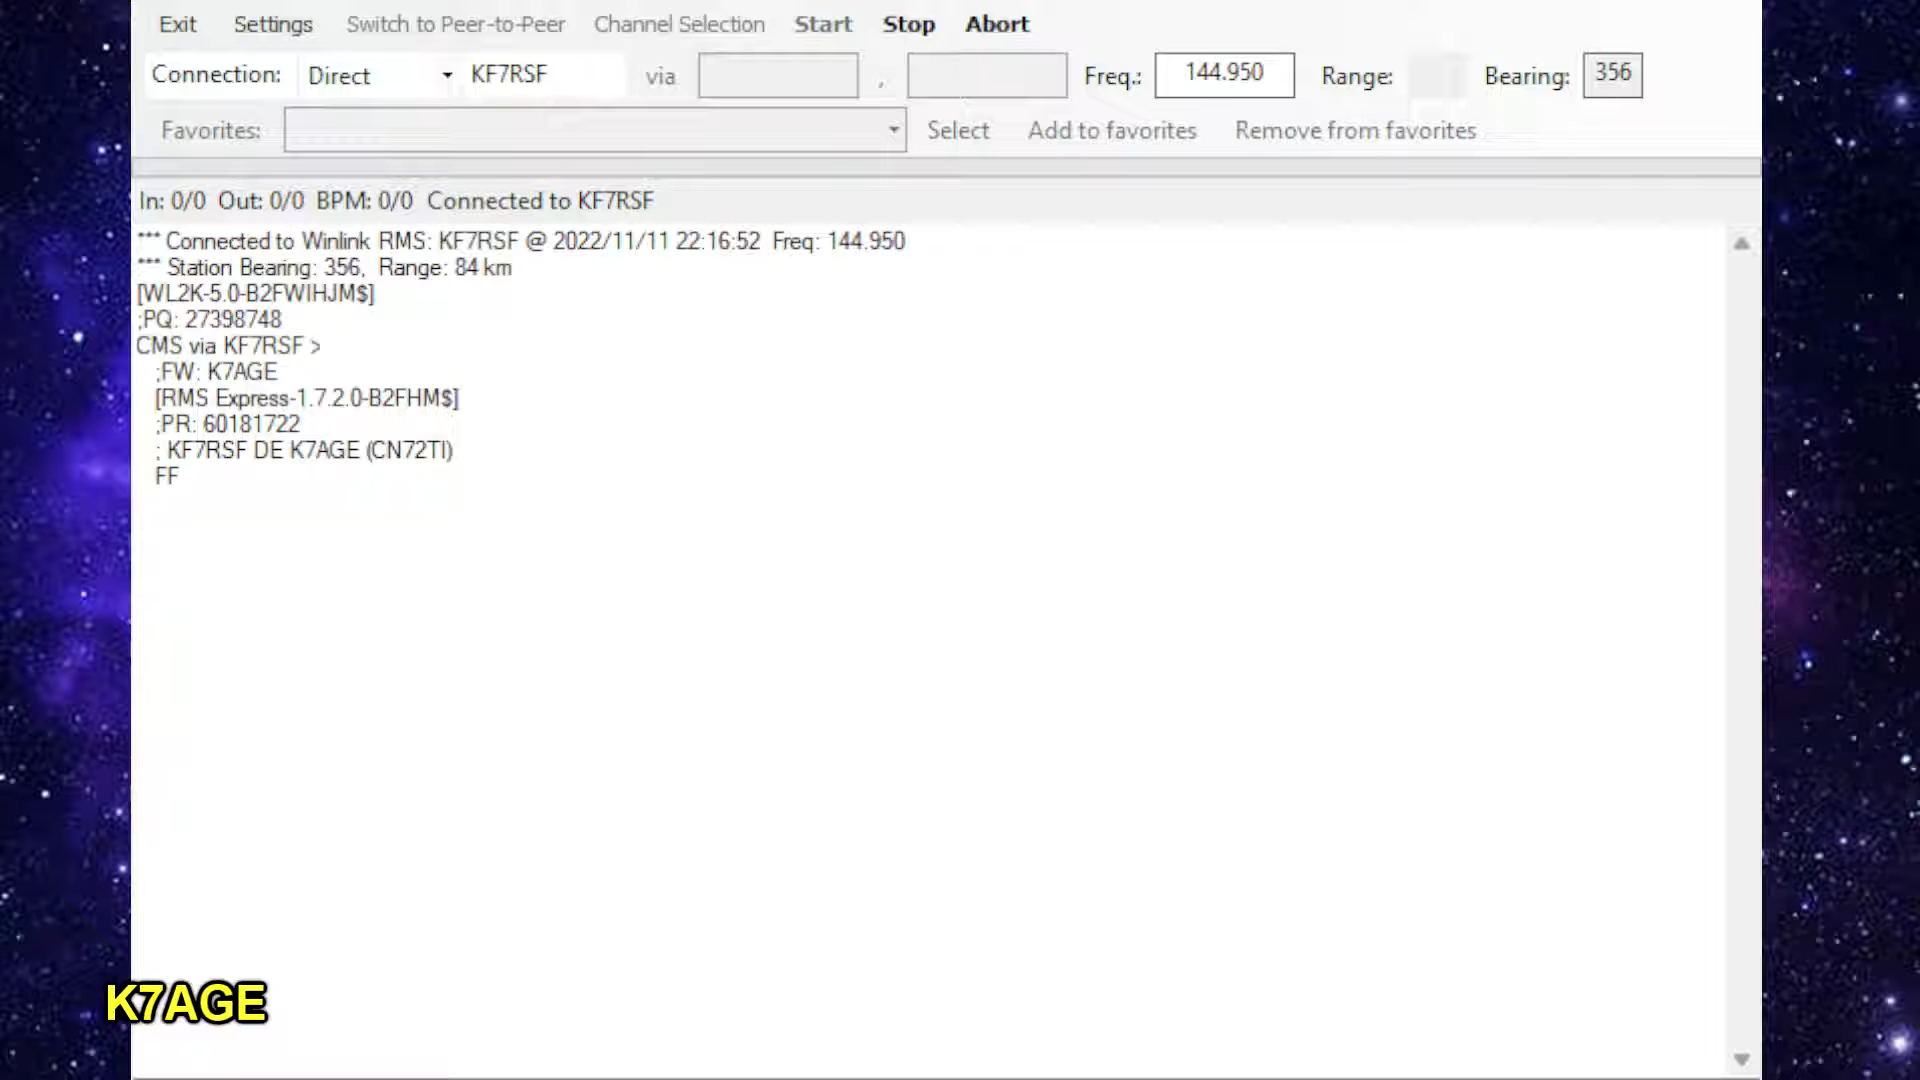 Exit Settings Switch to Peer-to-Peer Channel Selection Start Stop Abort
Connection: Direct KF7RSF via , Freq.: 144.950 Range: Bearing: 356
Favorites: Select Add to favorites Remove from favorites
In: 0/0 Out: 0/0 BPM: 0/0 Connected to KF7RSF
*** Connected to Winlink RMS: KF7RSF @ 2022/11/11 22:16:52 Freq: 144.950
*** Station Bearing: 356, Range: 84 km
[WL2K-5.0-B2FWIHJM$]
;PQ: 27398748
CMS via KF7RSF >
;FW: K7AGE
[RMS Express-1.7.2.0-B2FHM$]
;PR: 60181722
; KF7RSF DE K7AGE (CN72TI)
FF
K7AGE